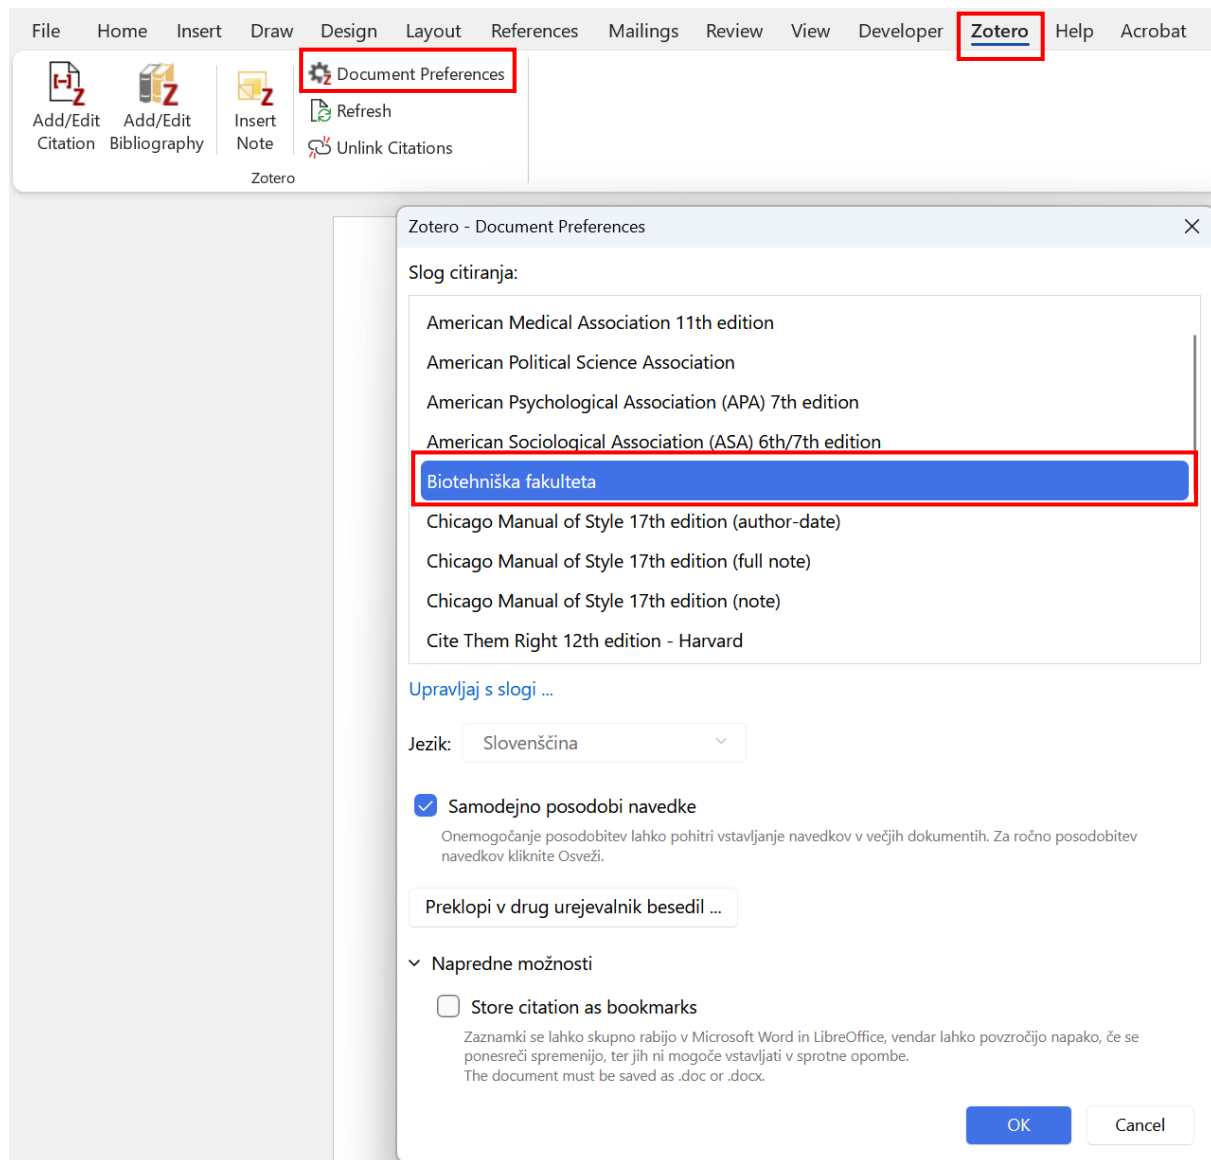 File Home Insert Draw Design Layout References Mailings Review View Developer Zotero Help Acrobat
Add/Edit Citation
Add/Edit Bibliography
Insert Note
Document Preferences
Refresh
Unlink Citations
Zotero
Zotero - Document Preferences
Slog citiranja:
American Medical Association 11th edition
American Political Science Association
American Psychological Association (APA) 7th edition
American Sociological Association (ASA) 6th/7th edition
Biotehniška fakulteta
Chicago Manual of Style 17th edition (author-date)
Chicago Manual of Style 17th edition (full note)
Chicago Manual of Style 17th edition (note)
Cite Them Right 12th edition - Harvard
Upravljaj s slogi ...
Jezik: Slovenščina
Samodejno posodobi navedke
Onemogočanje posodobitev lahko pohitri vstavljanje navedkov v večjih dokumentih. Za ročno posodobitev
navedkov kliknite Osveži.
Preklopi v drug urejevalnik besedil ...
Napredne možnosti
Store citation as bookmarks
Zaznamki se lahko skupno rabijo v Microsoft Word in LibreOffice, vendar lahko povzročijo napako, če se
ponesreči spremenijo, ter jih ni mogoče vstavljati v sprotne opombe.
The document must be saved as .doc or .docx.
OK Cancel